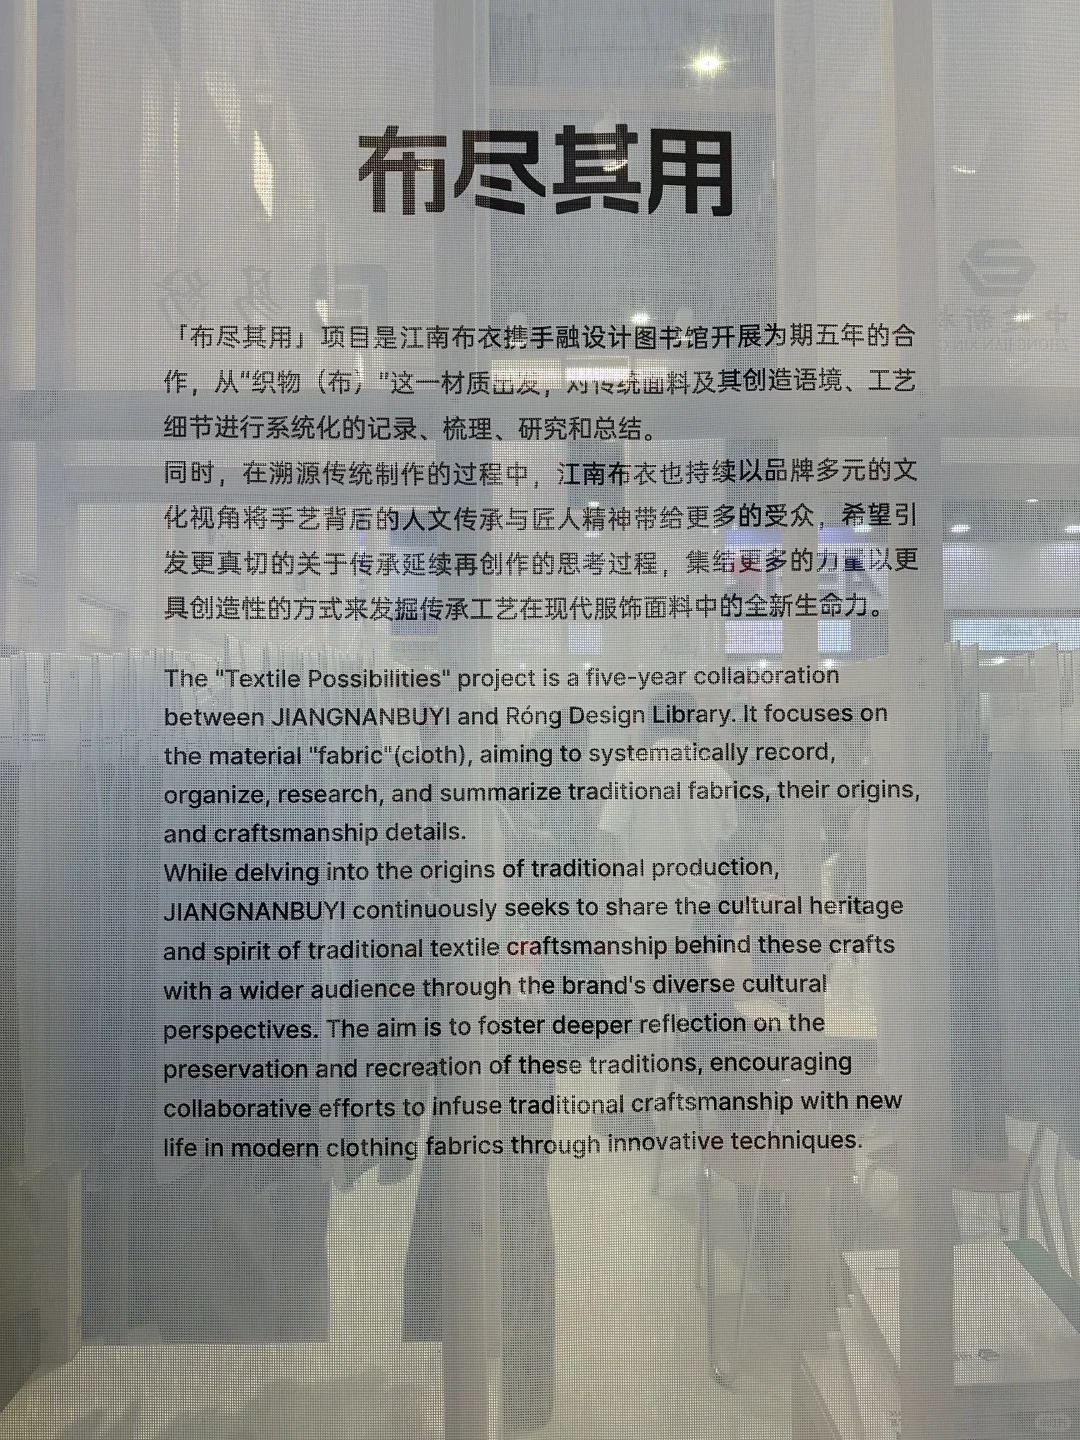 布尽其用
「布尽其用」项目是江南布衣携手融设计图书馆开展为期五年的合
作，从“织物（布）”这一材质出发，对传统面料及其创造语境、工艺
细节进行系统化的记录、梳理、研究和总结。
同时，在溯源传统制作的过程中，江南布衣也持续以品牌多元的文
化视角将手艺背后的人文传承与匠人精神带给更多的受众，希望引
发更真切的关于传承延续再创作的思考过程，集结更多的力量以更
具创造性的方式来发掘传承工艺在现代服饰面料中的全新生命力。
The "Textile Possibilities" project is a five-year collaboration
between JIANGNANBUYI and Róng Design Library. It focuses on
the material "fabric"(cloth), aiming to systematically record,
organize, research, and summarize traditional fabrics, their origins,
and craftsmanship details.
While delving into the origins of traditional production,
JIANGNANBUYI continuously seeks to share the cultural heritage
and spirit of traditional textile craftsmanship behind these crafts
with a wider audience through the brand's diverse cultural
perspectives. The aim is to foster deeper reflection on the
preservation and recreation of these traditions, encouraging
collaborative efforts to infuse traditional craftsmanship with new
life in modern clothing fabrics through innovative techniques.